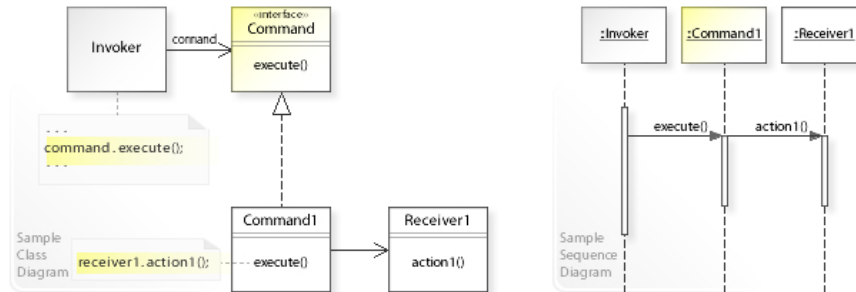 Invoker
command
«interface»
Command
execute()
- - -
command.execute();
- - -
Command1
execute()
Receiver1
action1()
receiver1.action1();
Sample
Class
Diagram
:Invoker
:Command1
:Receiver1
execute()
action1()
Sample
Sequence
Diagram